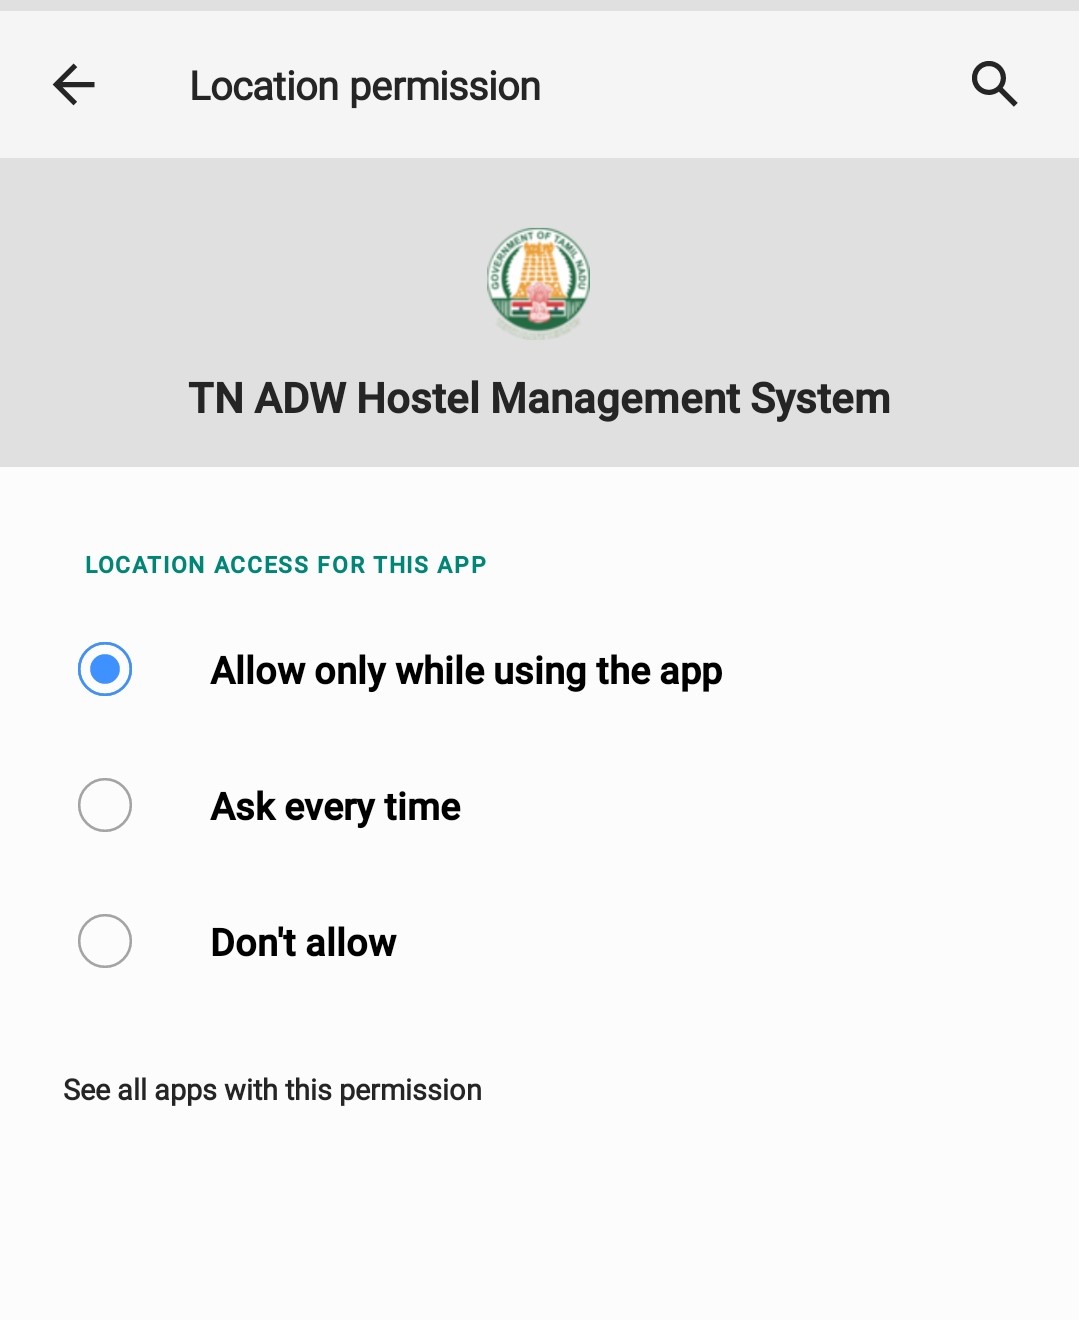 Location permission
GOVERNMENT OF TAMIL NADU
TN ADW Hostel Management System
LOCATION ACCESS FOR THIS APP
Allow only while using the app
Ask every time
Don't allow
See all apps with this permission